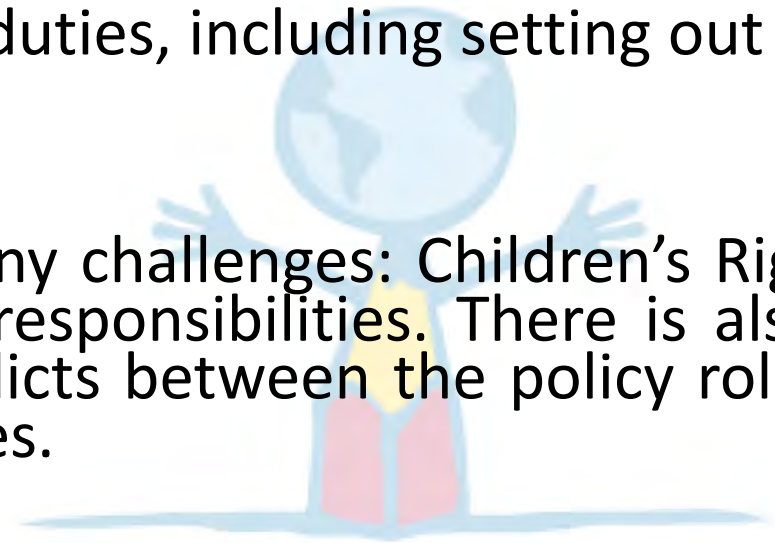 duties, including setting out
ny challenges: Children’s Rig
responsibilities. There is als
licts between the policy rol
es.